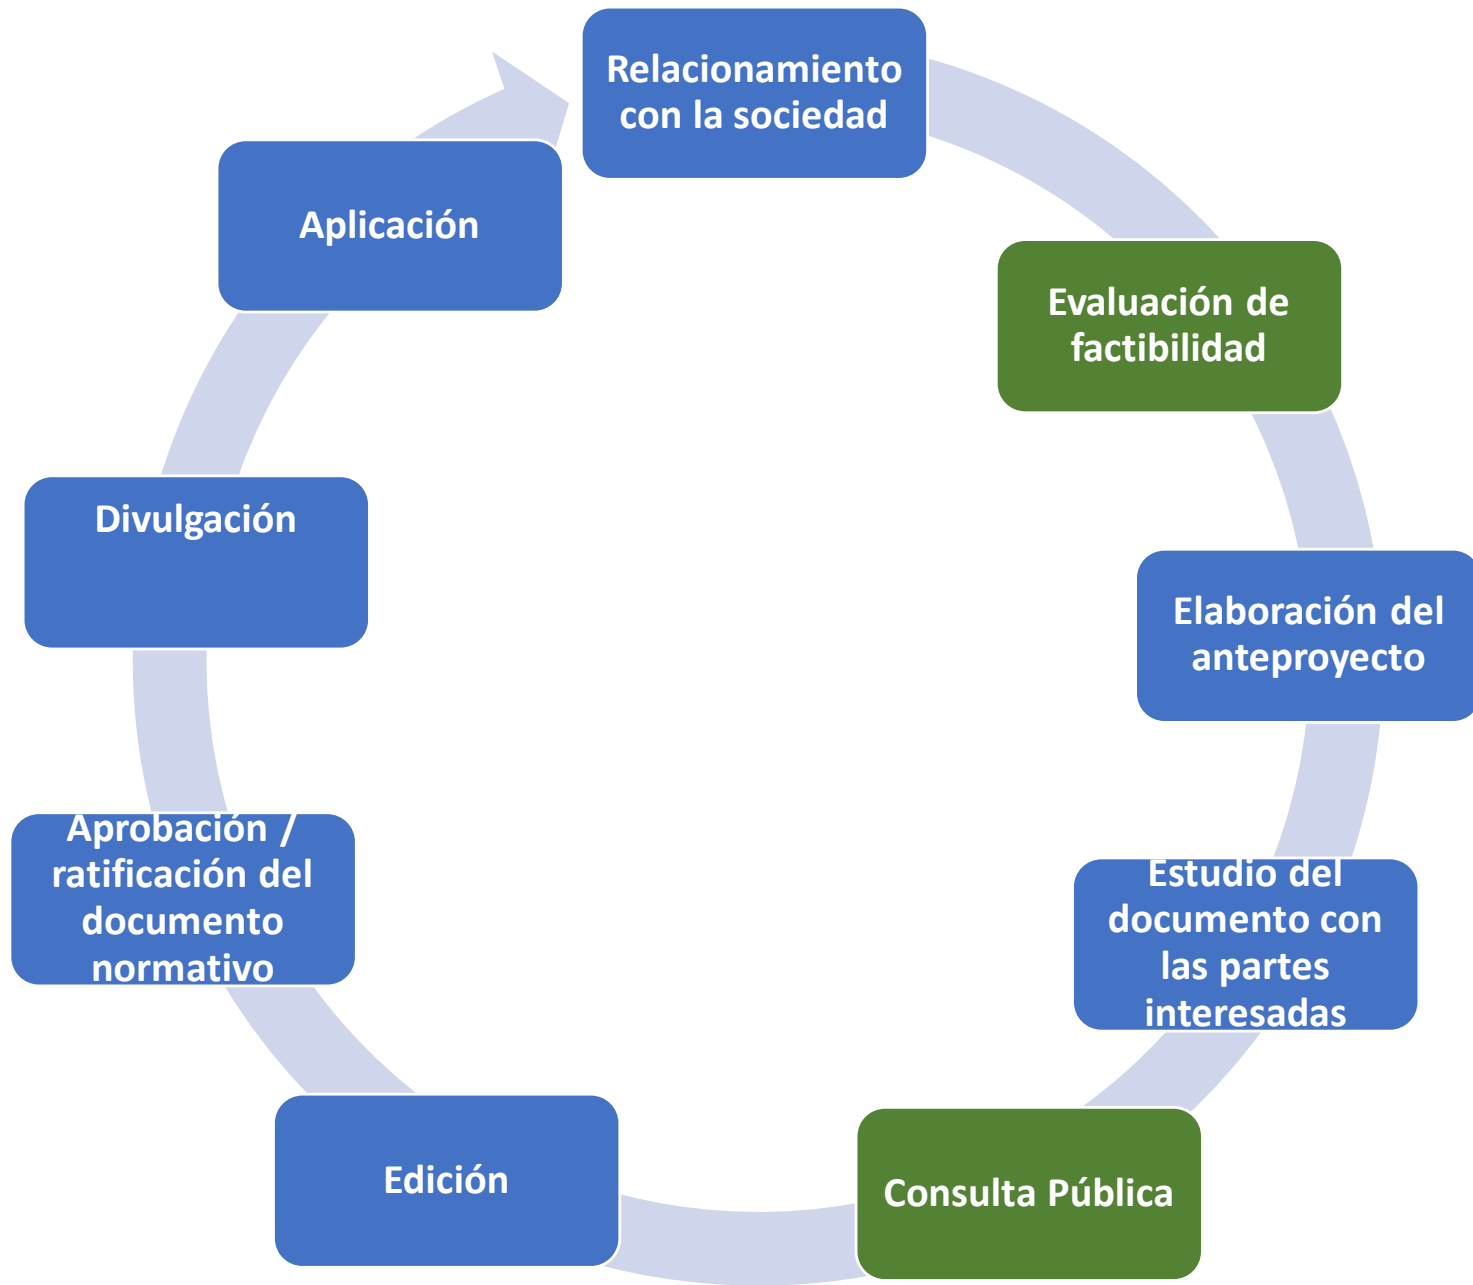 Relacionamiento
con la sociedad
Evaluación de
factibilidad
Elaboración del
anteproyecto
Estudio del
documento con
las partes
interesadas
Consulta Pública
Edición
Aprobación /
ratificación del
documento
normativo
Divulgación
Aplicación